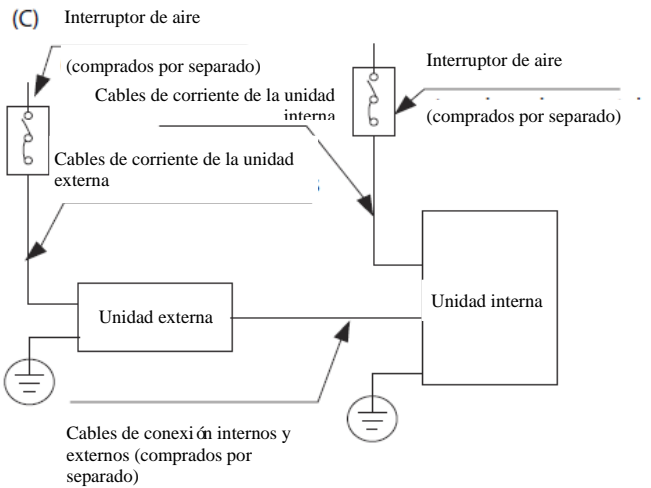 (C) Interruptor de aire
(comprados por separado)
Cables de corriente de la unidad
interna
Interruptor de aire
(comprados por separado)
Cables de corriente de la unidad
externa
Unidad externa
Unidad interna
Cables de conexión internos y
externos (comprados por
separado)